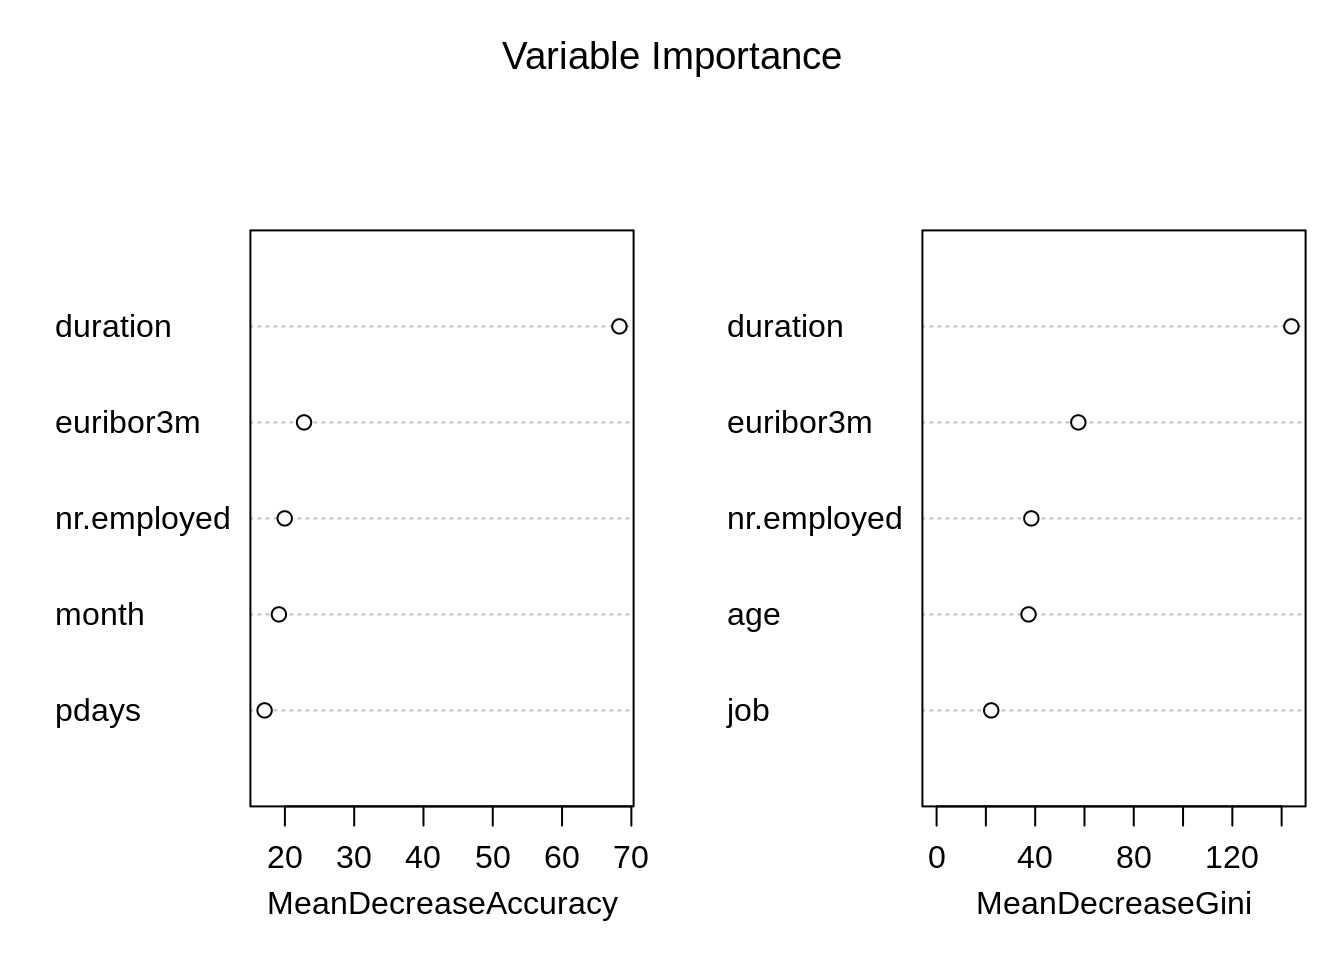 Variable Importance
duration
euribor3m
nr.employed
month
pdays
20 30 40 50 60 70
MeanDecreaseAccuracy
duration
euribor3m
nr.employed
age
job
0 40 80 120
MeanDecreaseGini